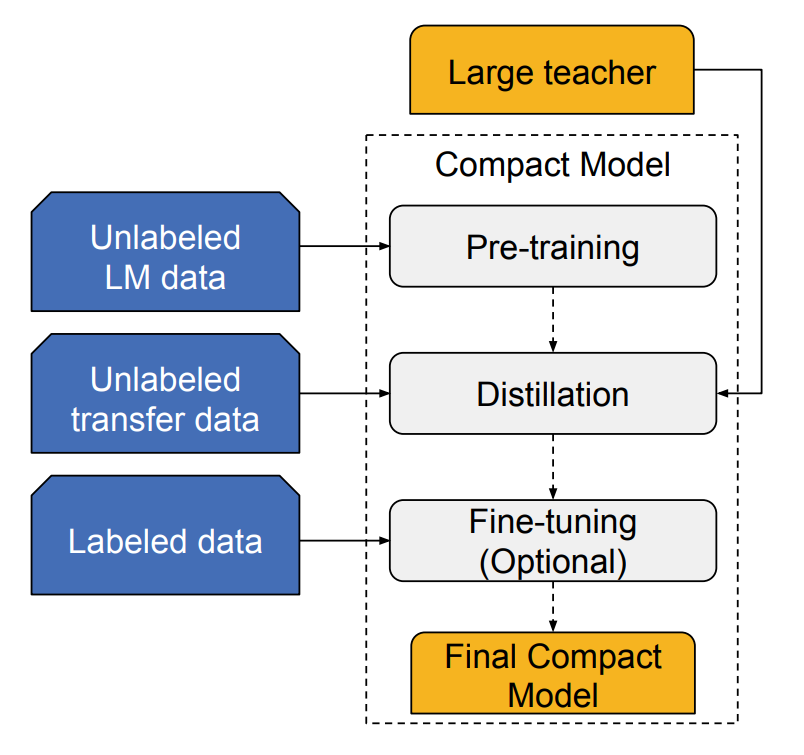 Large teacher
Compact Model
Unlabeled
LM data
Pre-training
Unlabeled
transfer data
Distillation
Labeled data
Fine-tuning
(Optional)
Final Compact
Model